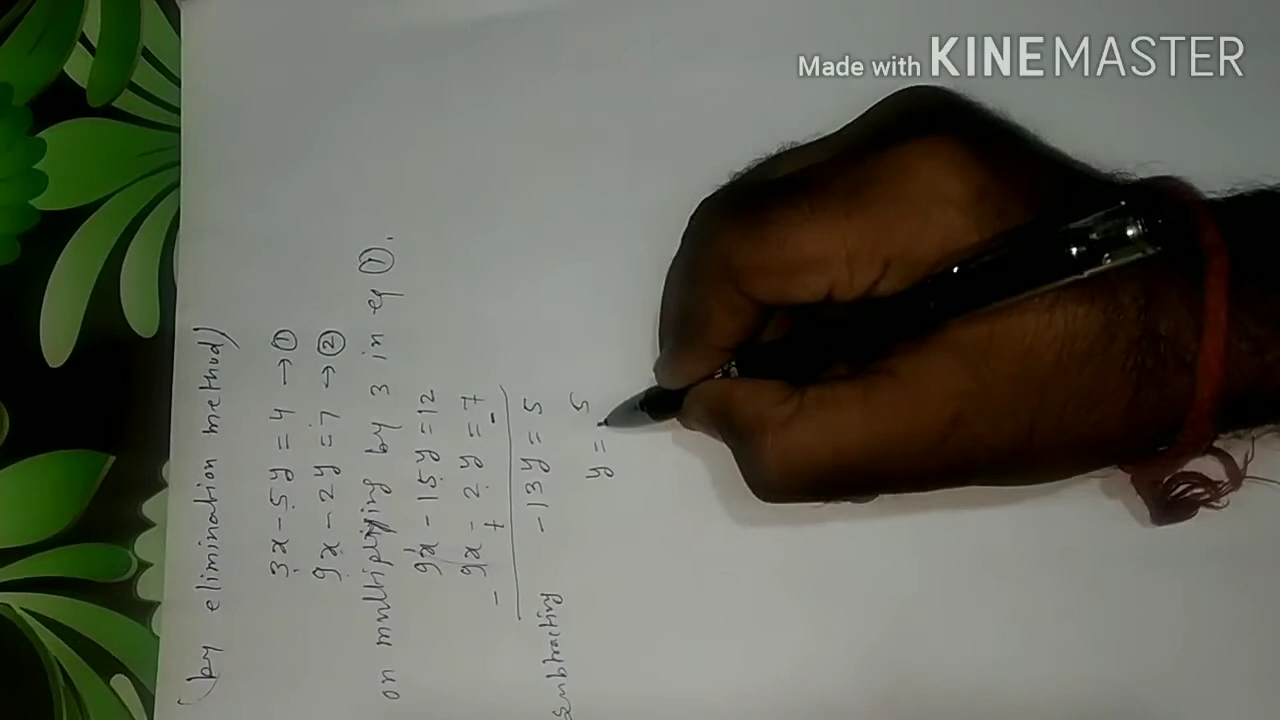 Made with KINEMASTER
(by elimination method)
3x - 5y = 4 → ①
9x - 2y = 7 → ②
on multiplying by 3 in eq ①.
9x - 15y = 12
9x - 2y = 7
- + -
Subtracting -13y = 5
y = 5